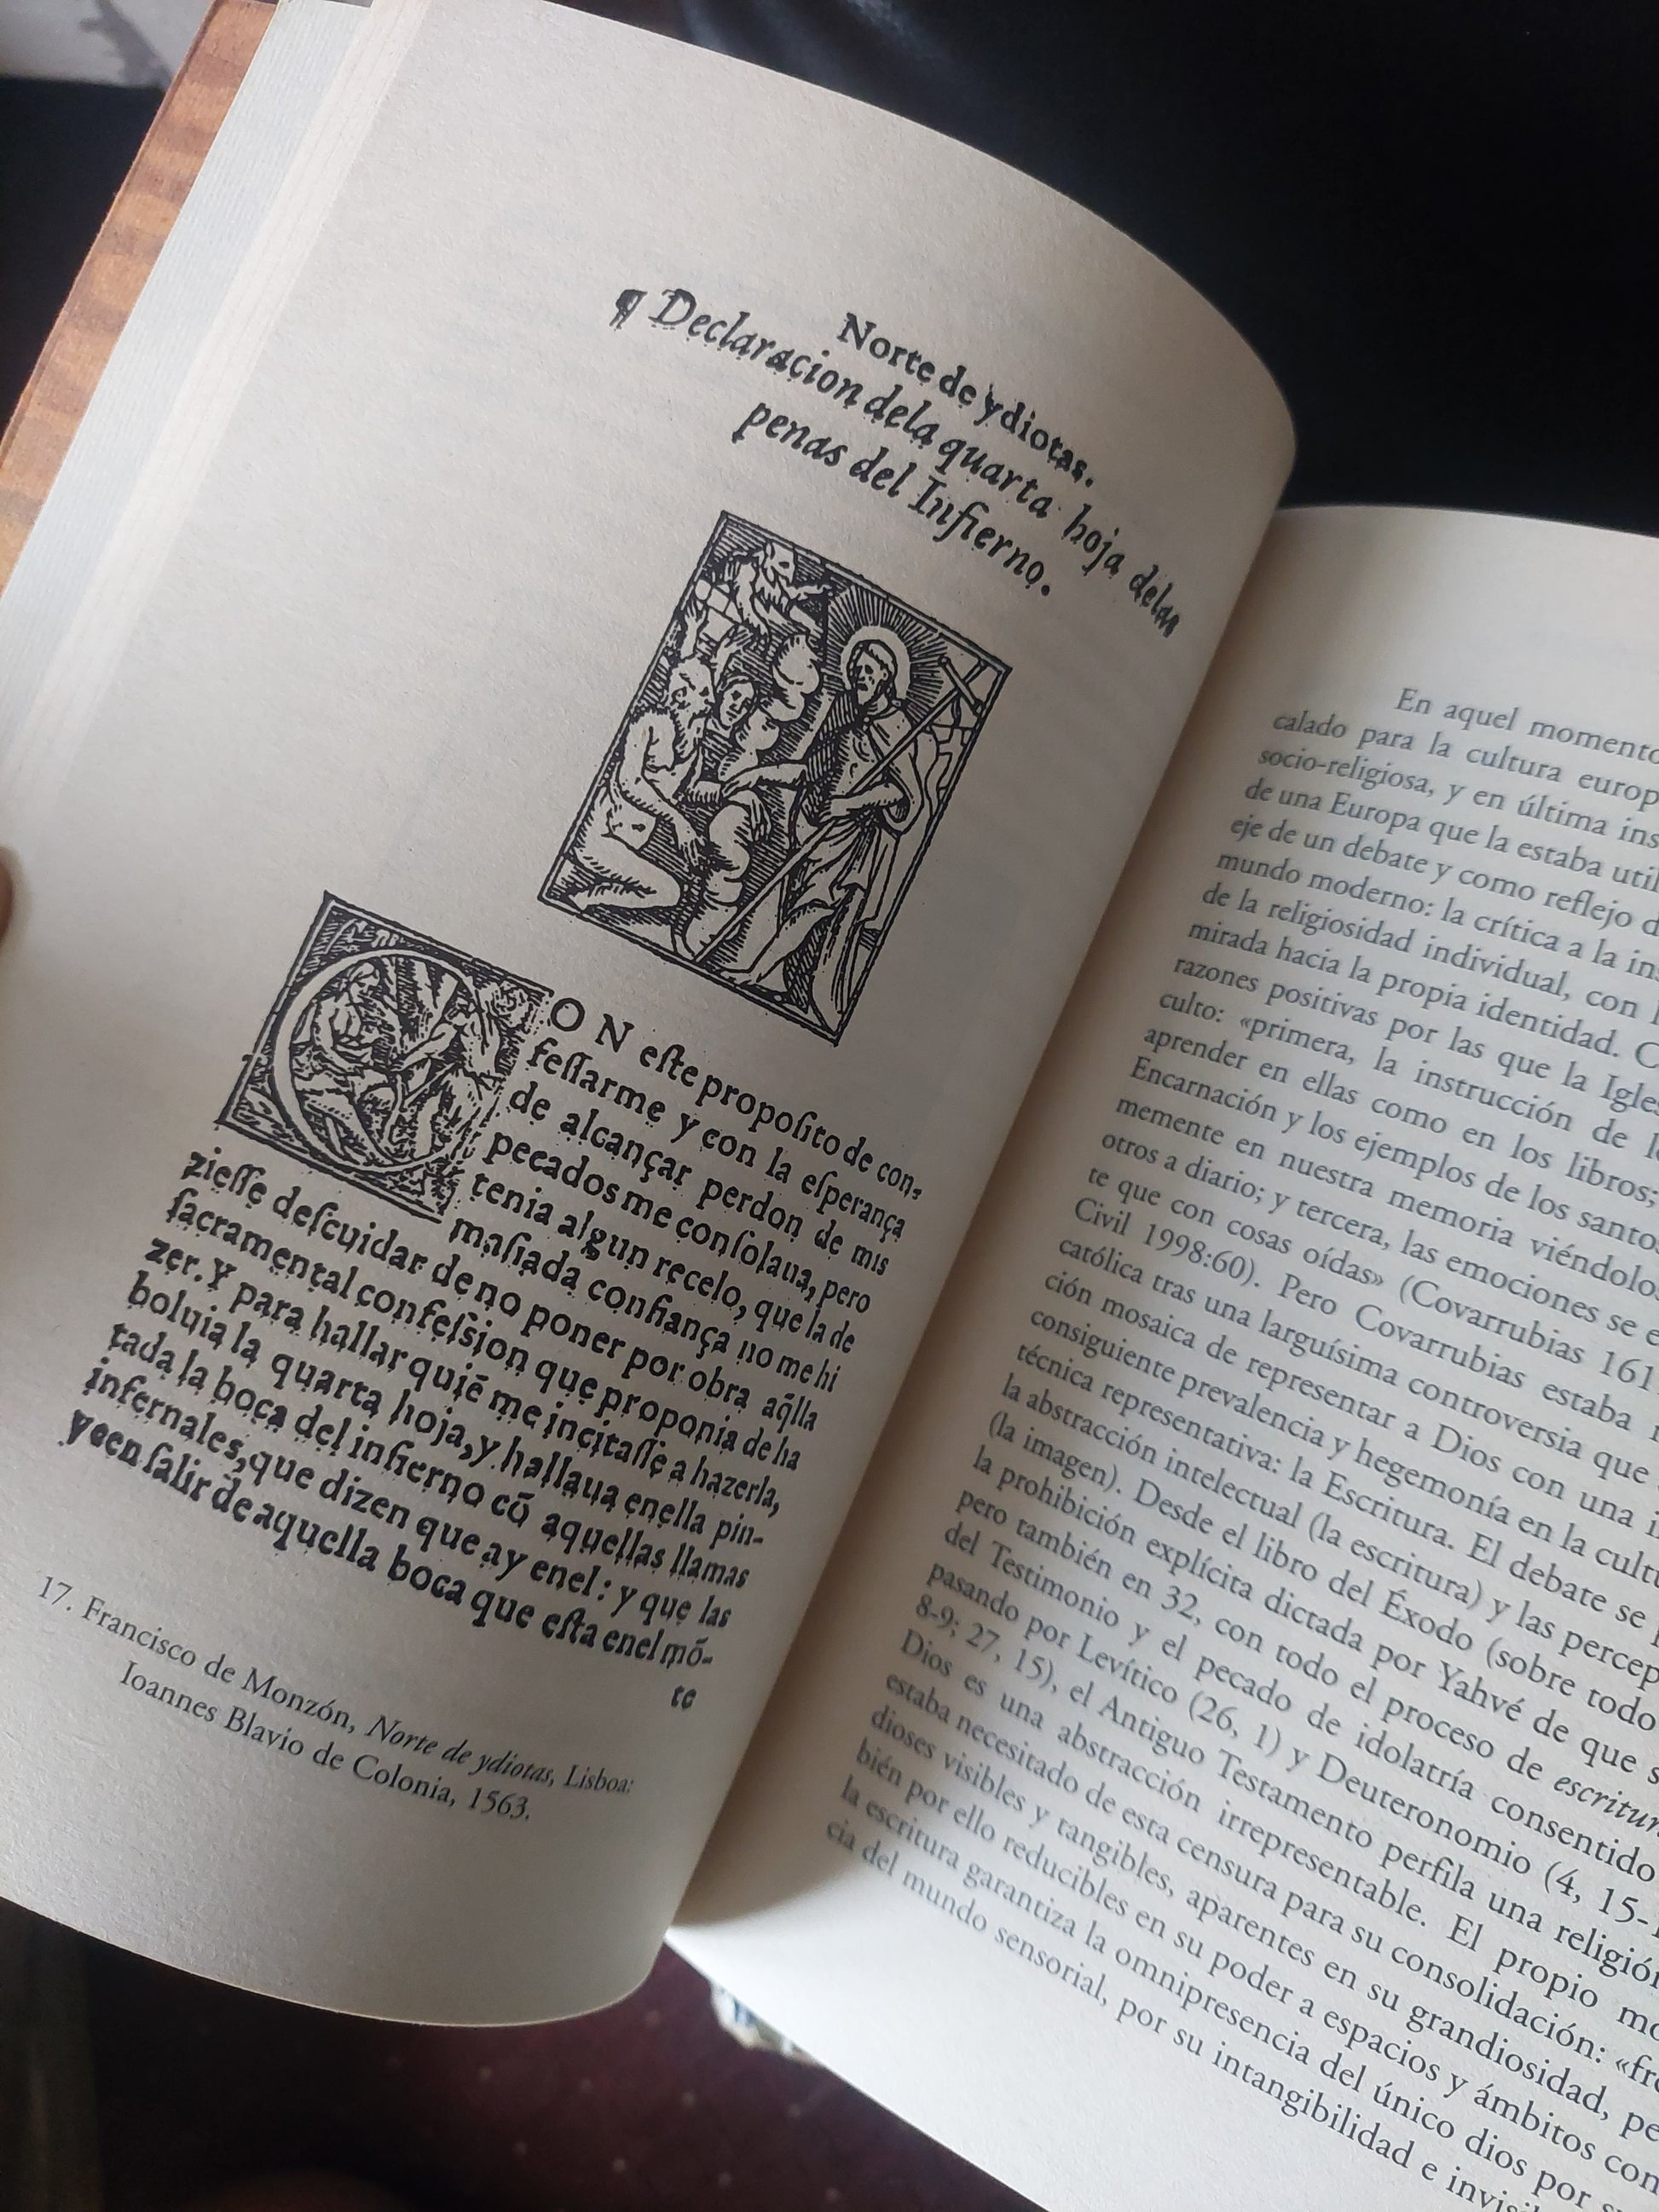 Norte de ydiotas.
¶ Declaracion dela quarta hoja delas
penas del Infierno.
CON eſte propoſito de con-
feſſarme y con la eſperança
de alcançar perdon de mis
pecados me conſolaua, pero
tenia algun recelo, que la de
maſiada confiança no me hi
zieſſe deſcuidar de no poner por obra aq̃lla
ſacramental confeſsion que proponia de ha
zer. Y para hallar quiẽ me incitaſſe a hazerla,
boluia la quarta hoja, y hallaua enella pin-
tada la boca del infierno cõ aquellas llamas
infernales, que dizen que ay enel: y que las
veen ſalir de aquella boca que eſta enel mõ-
te
17. Francisco de Monzón, Norte de ydiotas, Lisboa:
Ioannes Blavio de Colonia, 1563.
En aquel momento
calado para la cultura europ
socio-religiosa, y en última ins
de una Europa que la estaba util
eje de un debate y como reflejo d
mundo moderno: la crítica a la in
de la religiosidad individual, con l
mirada hacia la propia identidad. C
razones positivas por las que la Igles
culto: «primera, la instrucción de l
aprender en ellas como en los libros;
Encarnación y los ejemplos de los santos
memente en nuestra memoria viéndolos
otros a diario; y tercera, las emociones se e
te que con cosas oídas» (Covarrubias 161
Civil 1998:60). Pero Covarrubias estaba
católica tras una larguísima controversia que
ción mosaica de representar a Dios con una i
consiguiente prevalencia y hegemonía en la cultu
técnica representativa: la Escritura. El debate se
la abstracción intelectual (la escritura) y las percep
(la imagen). Desde el libro del Éxodo (sobre todo
la prohibición explícita dictada por Yahvé de que s
pero también en 32, con todo el proceso de escritur
del Testimonio y el pecado de idolatría consentido
pasando por Levítico (26, 1) y Deuteronomio (4, 15-1
8-9; 27, 15), el Antiguo Testamento perfila una religió
Dios es una abstracción irrepresentable. El propio mo
estaba necesitado de esta censura para su consolidación: «fre
dioses visibles y tangibles, aparentes en su grandiosidad, pe
bién por ello reducibles en su poder a espacios y ámbitos con
la escritura garantiza la omnipresencia del único dios por su
cia del mundo sensorial, por su intangibilidad e invisi